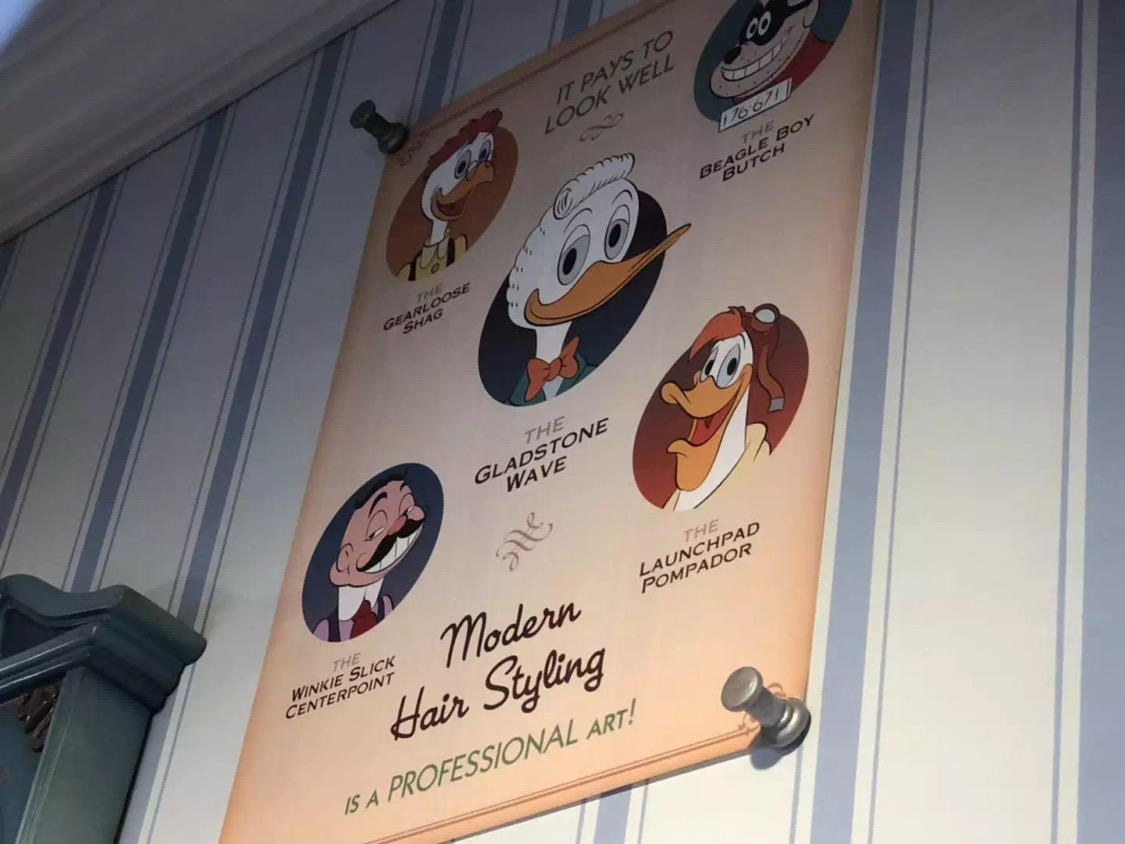 IT PAYS TO
LOOK WELL
176-671
THE
BEAGLE BOY
BUTCH
THE
GEARLOOSE
SHAG
THE
GLADSTONE
WAVE
THE
LAUNCHPAD
POMPADOR
THE
WINKIE SLICK
CENTERPOINT
Modern
Hair Styling
IS A PROFESSIONAL ART!